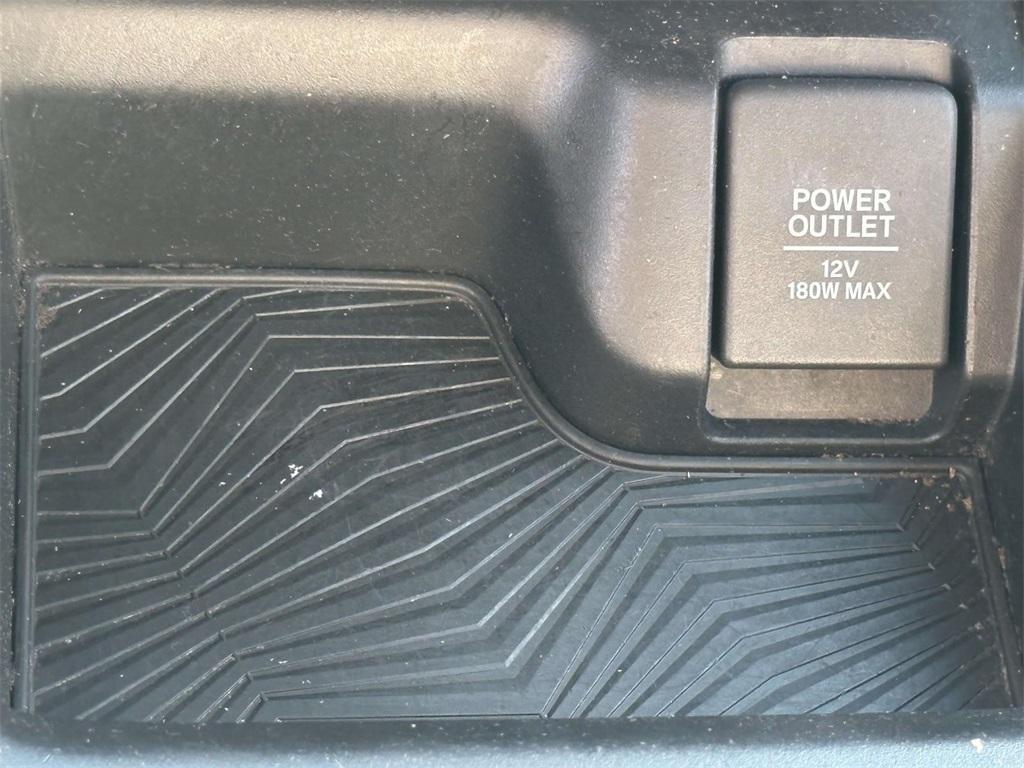 POWER
OUTLET
12V
180W MAX